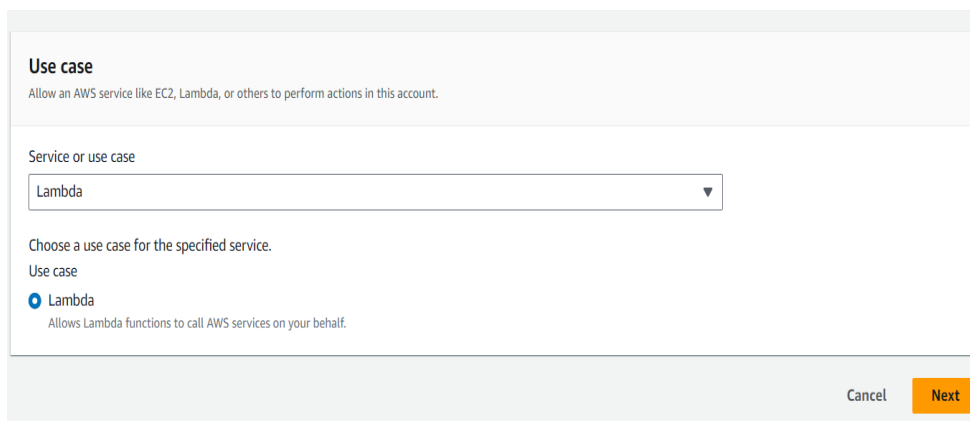 Use case
Allow an AWS service like EC2, Lambda, or others to perform actions in this account.
Service or use case
Lambda
Choose a use case for the specified service.
Use case
Lambda
Allows Lambda functions to call AWS services on your behalf.
Cancel Next